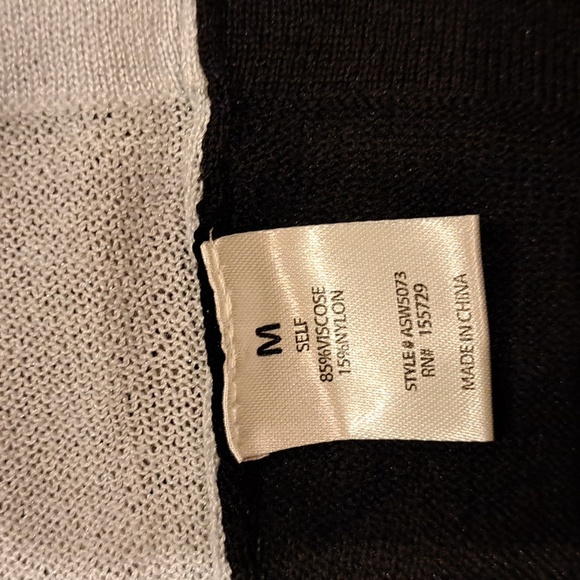 M
SELF
85%VISCOSE
15%NYLON
STYLE# ASW5073
RN# 155729
MADE IN CHINA